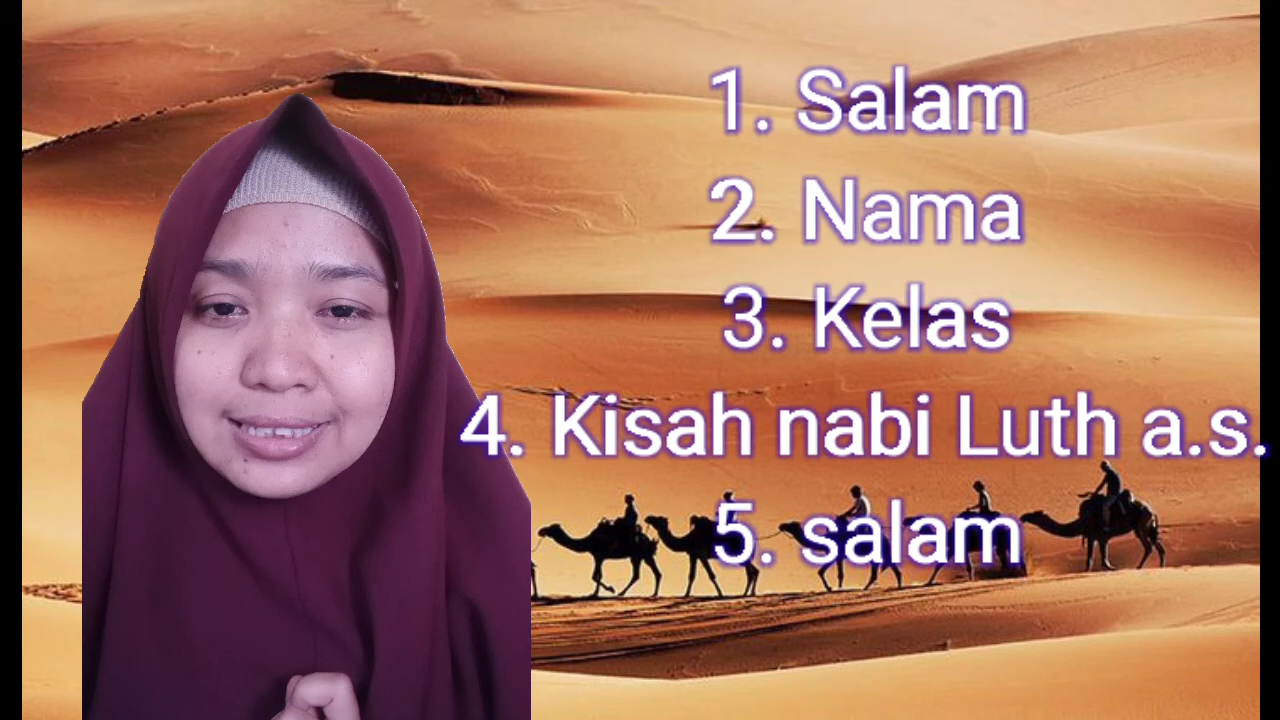 1. Salam
2. Nama
3. Kelas
4. Kisah nabi Luth a.s.
5. salam